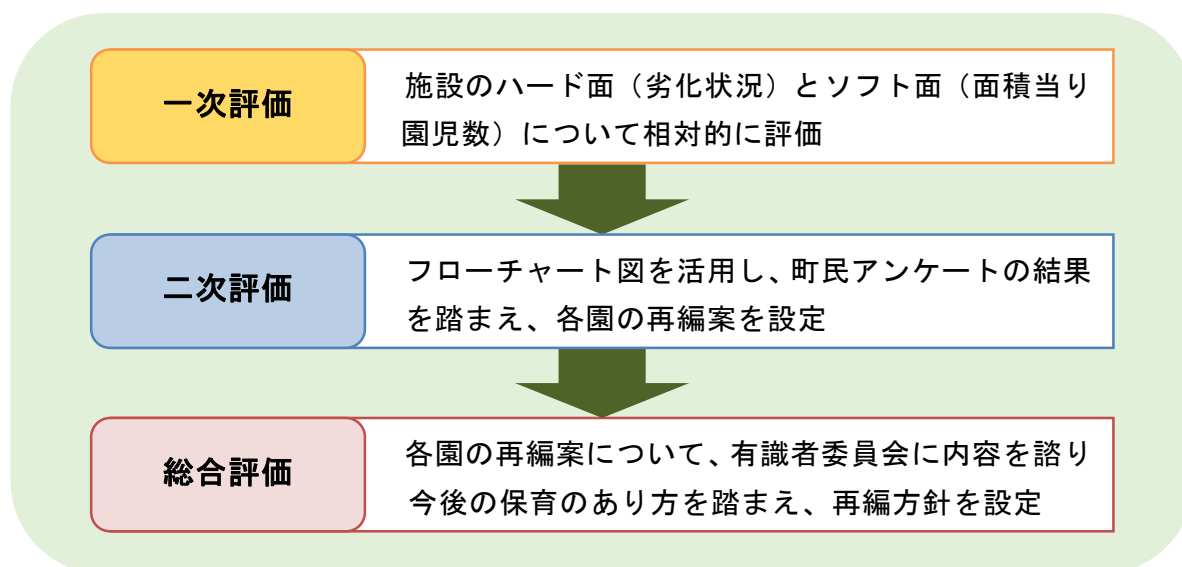 一次評価
施設のハード面（劣化状況）とソフト面（面積当り
園児数）について相対的に評価
二次評価
フローチャート図を活用し、町民アンケートの結果
を踏まえ、各園の再編案を設定
総合評価
各園の再編案について、有識者委員会に内容を諮り
今後の保育のあり方を踏まえ、再編方針を設定